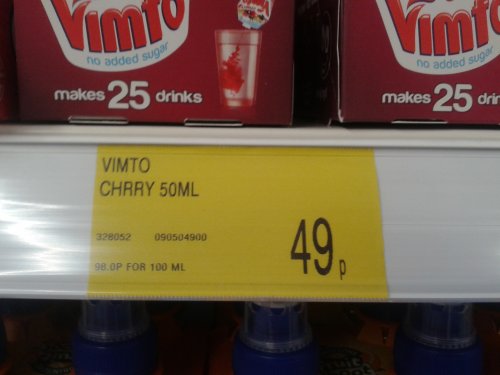 Vimto
no added sugar
makes 25 drinks
Vimto
no added sugar
makes 25 drin
VIMTO
CHRRY 50ML
328052 090504900
98.0P FOR 100 ML
49p